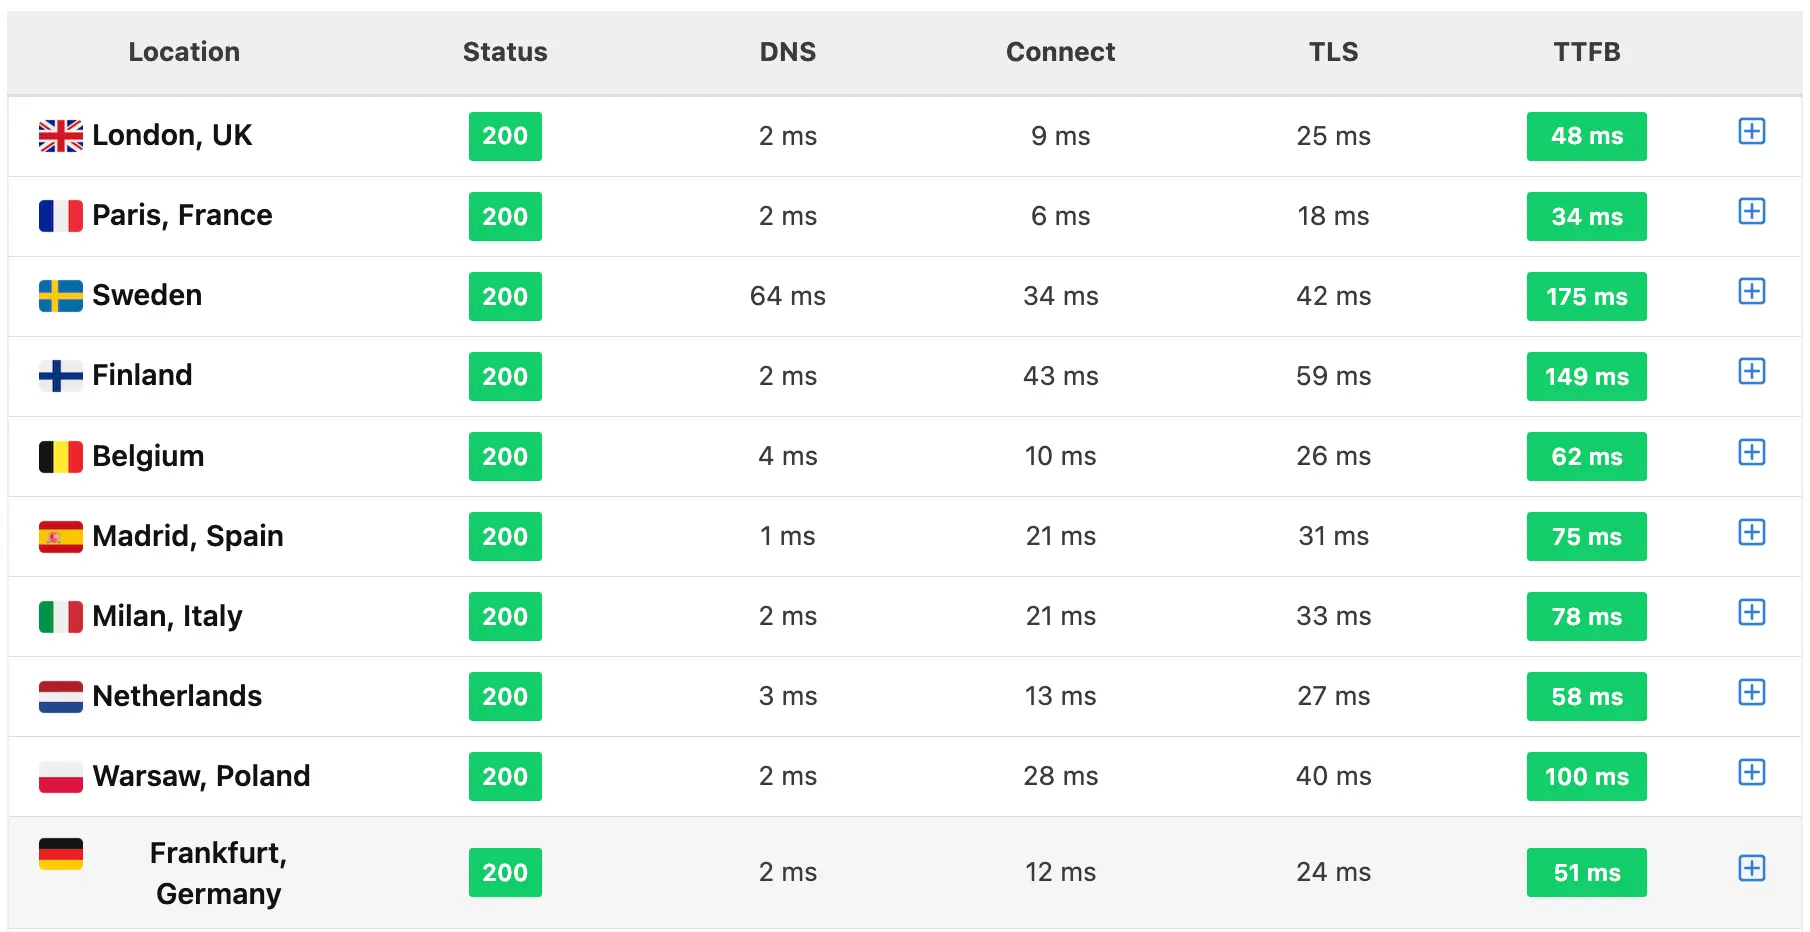 Location Status DNS Connect TLS TTFB
London, UK 200 2 ms 9 ms 25 ms 48 ms
Paris, France 200 2 ms 6 ms 18 ms 34 ms
Sweden 200 64 ms 34 ms 42 ms 175 ms
Finland 200 2 ms 43 ms 59 ms 149 ms
Belgium 200 4 ms 10 ms 26 ms 62 ms
Madrid, Spain 200 1 ms 21 ms 31 ms 75 ms
Milan, Italy 200 2 ms 21 ms 33 ms 78 ms
Netherlands 200 3 ms 13 ms 27 ms 58 ms
Warsaw, Poland 200 2 ms 28 ms 40 ms 100 ms
Frankfurt,
Germany 200 2 ms 12 ms 24 ms 51 ms